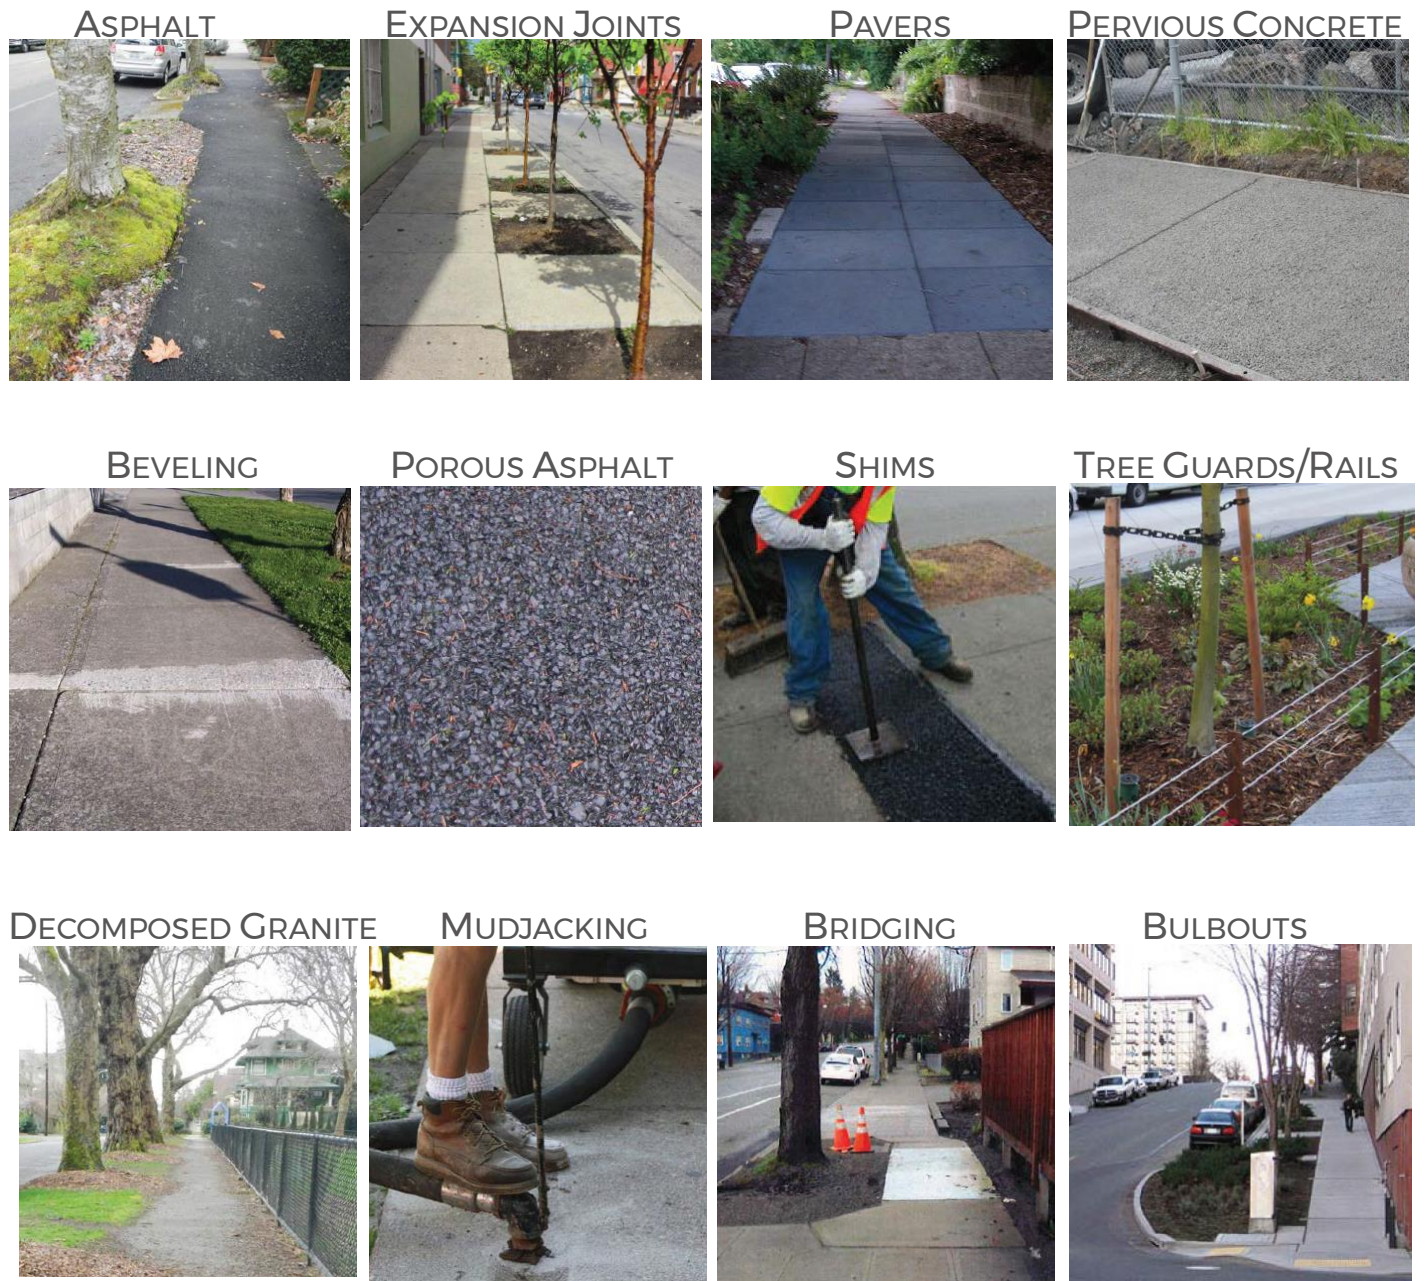 Asphalt
Expansion Joints
Pavers
Pervious Concrete
Beveling
Porous Asphalt
Shims
Tree Guards/Rails
Decomposed Granite
Mudjacking
Bridging
Bulbouts